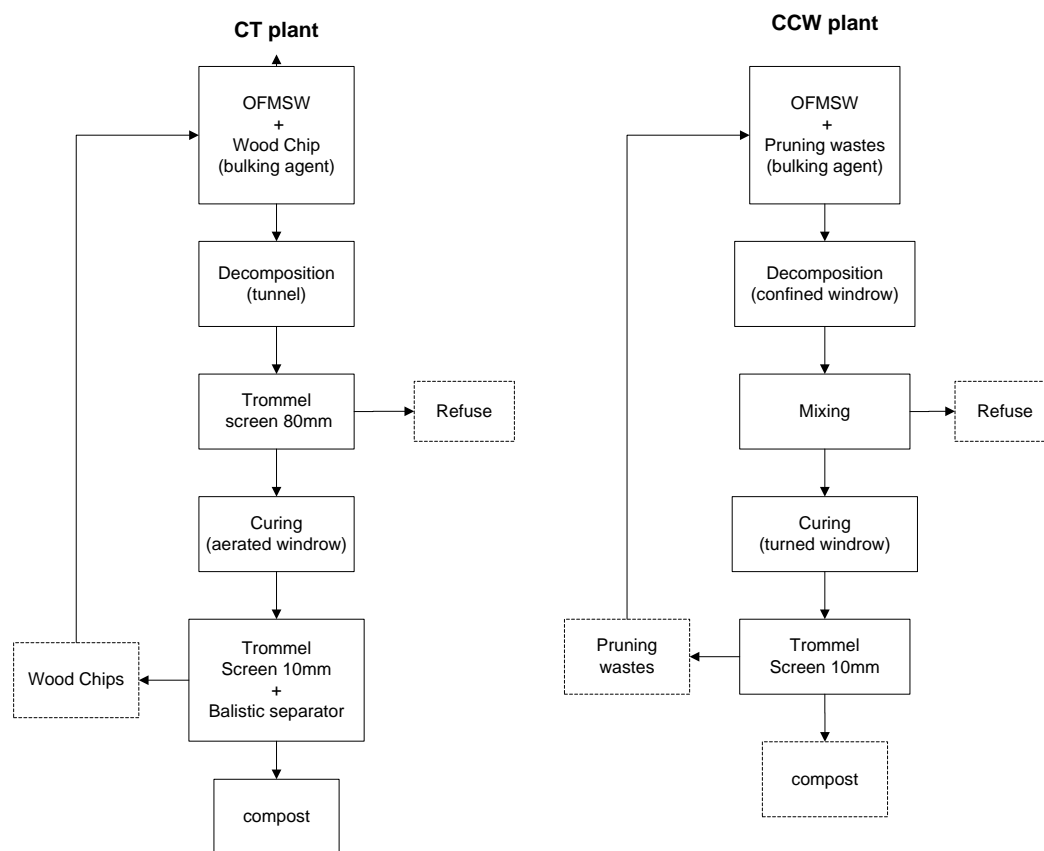 CT plant
OFMSW
+
Wood Chip
(bulking agent)
Decomposition
(tunnel)
Trommel
screen 80mm
Refuse
Curing
(aerated windrow)
Trommel
Screen 10mm
+
Balistic separator
Wood Chips
compost
CCW plant
OFMSW
+
Pruning wastes
(bulking agent)
Decomposition
(confined windrow)
Mixing
Refuse
Curing
(turned windrow)
Trommel
Screen 10mm
Pruning
wastes
compost